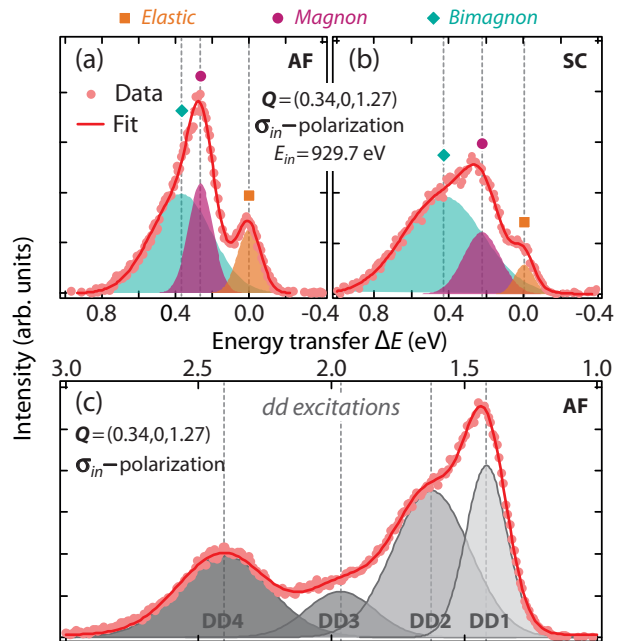 Elastic Magnon Bimagnon
(a) AF
Data
Fit
Q=(0.34,0,1.27)
σin−polarization
Ein=929.7 eV
(b) SC
0.8 0.4 0.0 -0.4
0.8 0.4 0.0 -0.4
Energy transfer ΔE (eV)
Intensity (arb. units)
3.0 2.5 2.0 1.5 1.0
(c) dd excitations AF
Q=(0.34,0,1.27)
σin−polarization
DD4 DD3 DD2 DD1